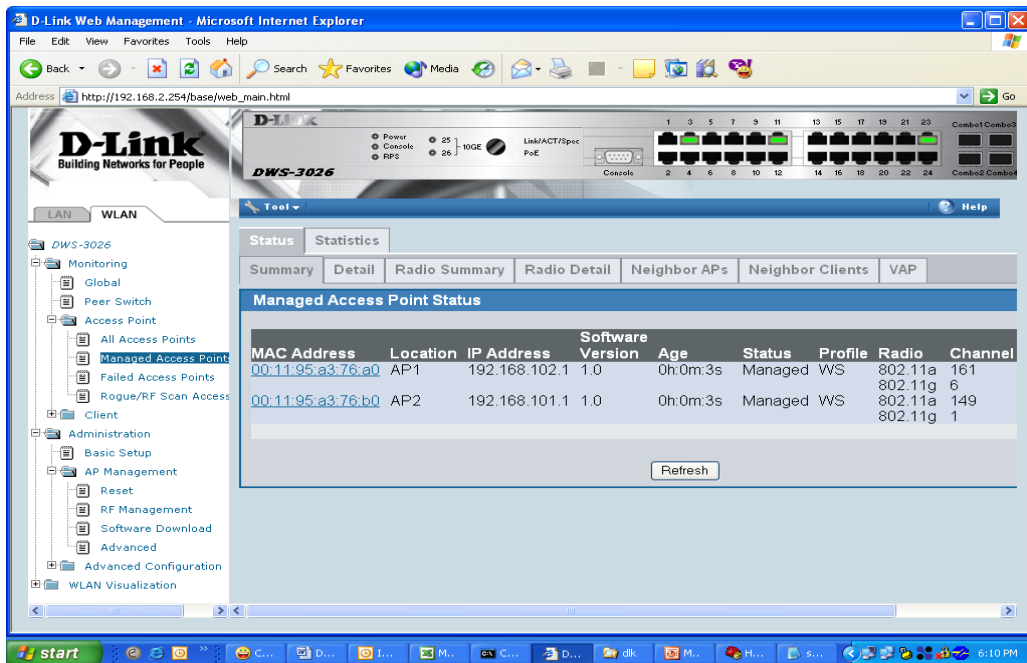 D-Link Web Management - Microsoft Internet Explorer
File Edit View Favorites Tools Help
Back Search Favorites Media
Address http://192.168.2.254/base/web_main.html Go
D-Link
Building Networks for People
LAN WLAN
DWS-3026
Monitoring
Global
Peer Switch
Access Point
All Access Points
Managed Access Points
Failed Access Points
Rogue/RF Scan Access
Client
Administration
Basic Setup
AP Management
Reset
RF Management
Software Download
Advanced
Advanced Configuration
WLAN Visualization
D-Link
DWS-3026
Power
Console
RPS
25
26
10GE
Link/ACT/Spee
PoE
Console
1 3 5 7 9 11 13 15 17 19 21 23 Combo1 Combo3
2 4 6 8 10 12 14 16 18 20 22 24 Combo2 Combo4
Tool Help
Status Statistics
Summary Detail Radio Summary Radio Detail Neighbor APs Neighbor Clients VAP
Managed Access Point Status
MAC Address Location IP Address Software Version Age Status Profile Radio Channel
00:11:95:a3:76:a0 AP1 192.168.102.1 1.0 0h:0m:3s Managed WS 802.11a 161
802.11g 6
00:11:95:a3:76:b0 AP2 192.168.101.1 1.0 0h:0m:3s Managed WS 802.11a 149
802.11g 1
Refresh
start C... D... I... M... C... D... dlk M... H... s... 6:10 PM